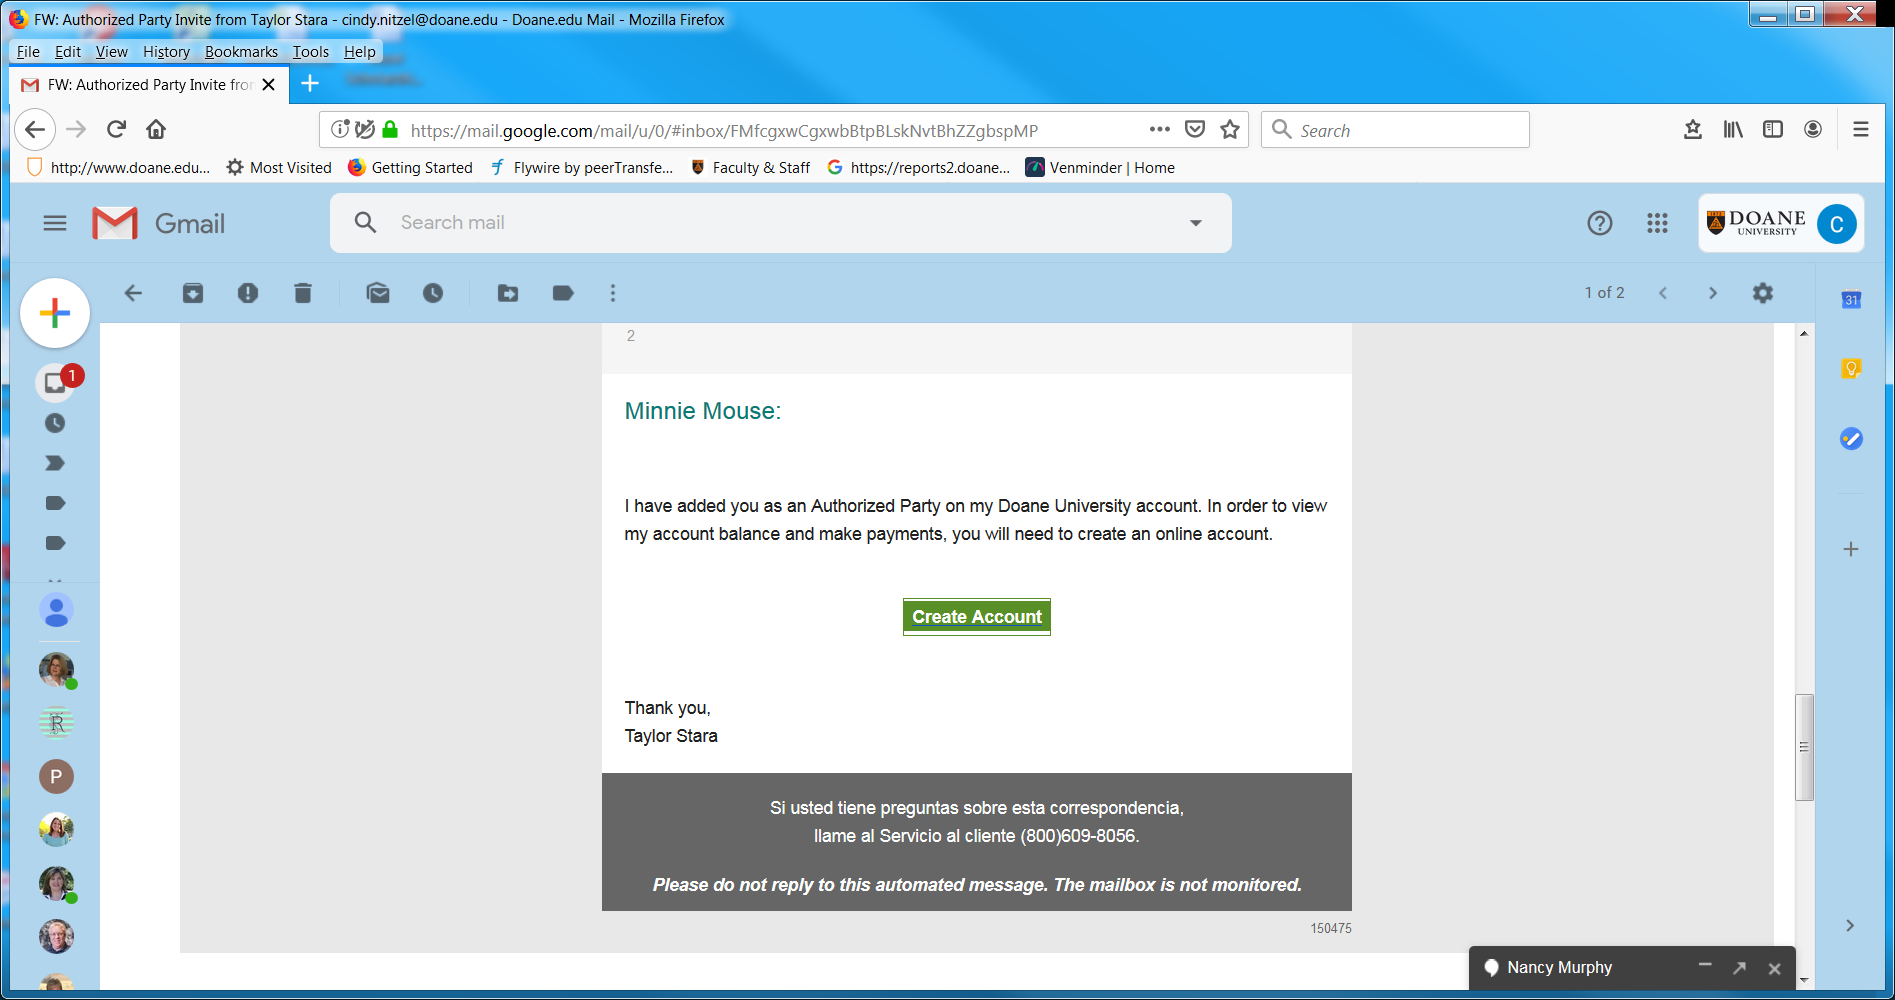 FW: Authorized Party Invite from Taylor Stara - cindy.nitzel@doane.edu - Doane.edu Mail - Mozilla Firefox
File Edit View History Bookmarks Tools Help
FW: Authorized Party Invite fro
https://mail.google.com/mail/u/0/#inbox/FMfcgxwCgxwbBtpBLskNvtBhZZgbspMP
Search
http://www.doane.edu... Most Visited Getting Started Flywire by peerTransfe... Faculty & Staff https://reports2.doane... Venminder | Home
Gmail
Search mail
DOANE
UNIVERSITY
C
1 of 2
31
1
2
Minnie Mouse:
I have added you as an Authorized Party on my Doane University account. In order to view
my account balance and make payments, you will need to create an online account.
Create Account
Thank you,
Taylor Stara
R
P
Si usted tiene preguntas sobre esta correspondencia,
llame al Servicio al cliente (800)609-8056.
Please do not reply to this automated message. The mailbox is not monitored.
150475
Nancy Murphy